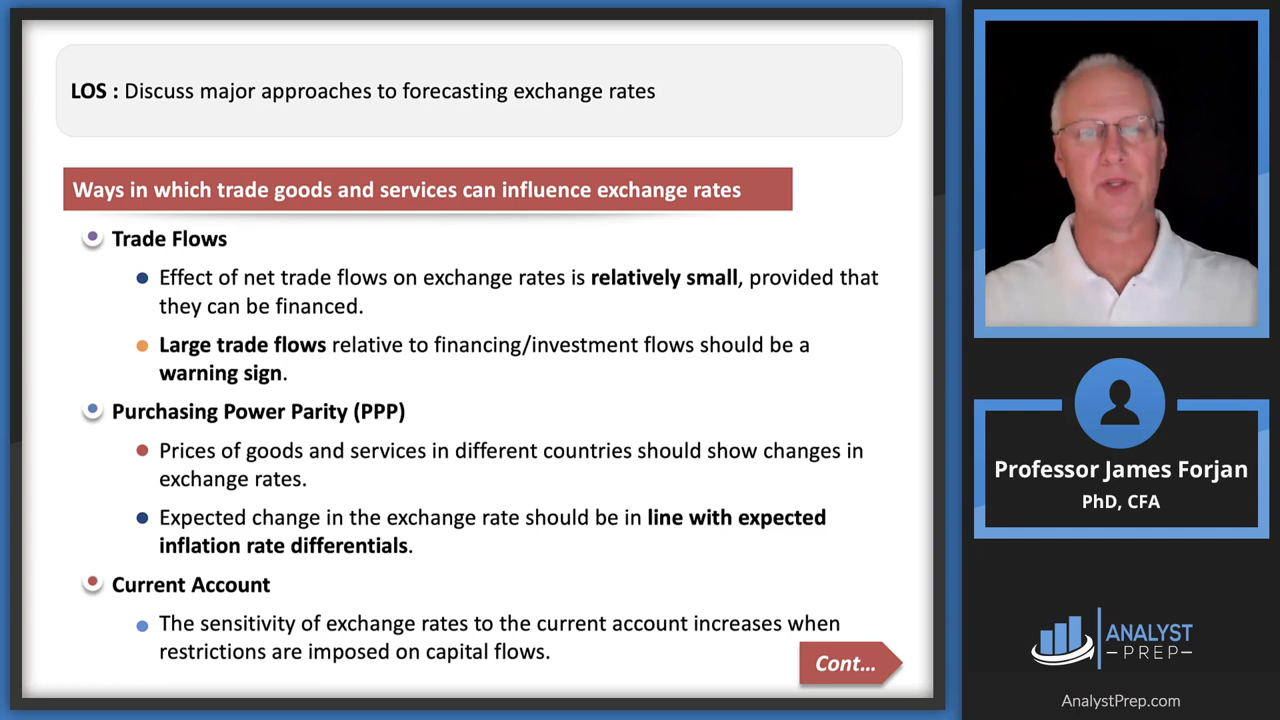 LOS : Discuss major approaches to forecasting exchange rates
Ways in which trade goods and services can influence exchange rates
Trade Flows
Effect of net trade flows on exchange rates is relatively small, provided that
they can be financed.
Large trade flows relative to financing/investment flows should be a
warning sign.
Purchasing Power Parity (PPP)
Prices of goods and services in different countries should show changes in
exchange rates.
Expected change in the exchange rate should be in line with expected
inflation rate differentials.
Current Account
The sensitivity of exchange rates to the current account increases when
restrictions are imposed on capital flows.
Cont...
Professor James Forjan
PhD, CFA
ANALYST
PREP
AnalystPrep.com